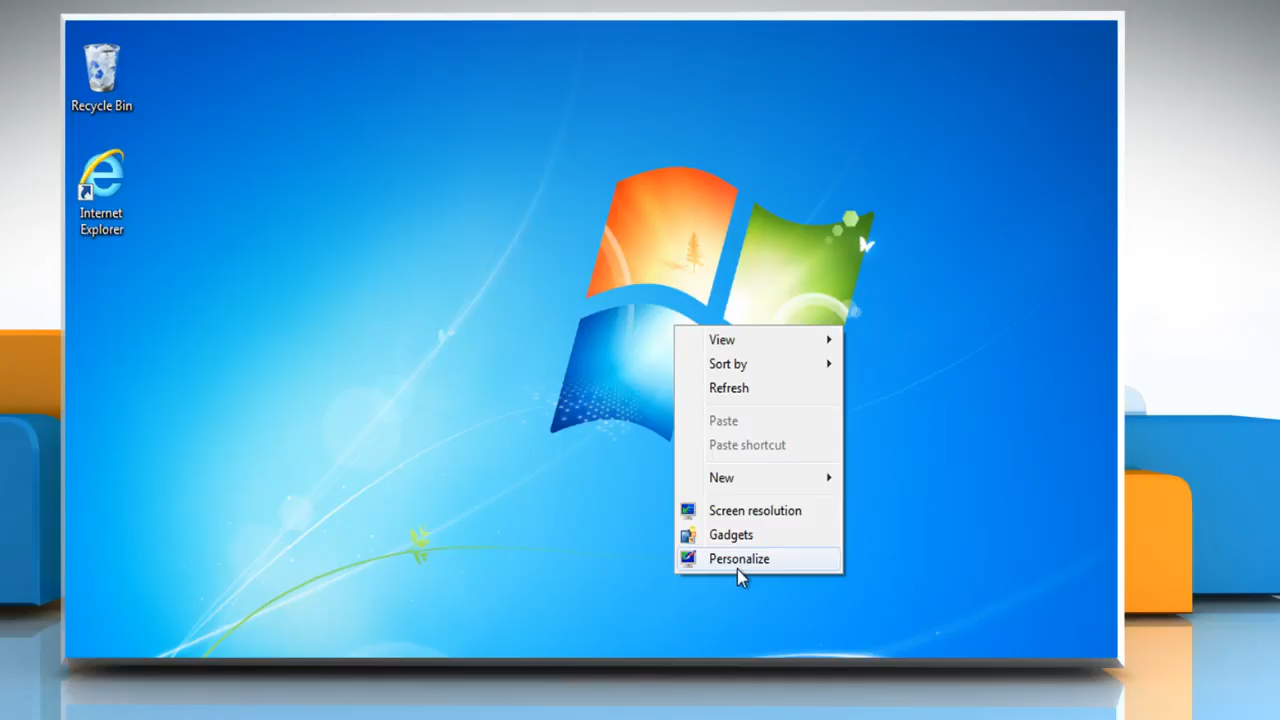 Recycle Bin
Internet
Explorer
View
Sort by
Refresh
Paste
Paste shortcut
New
Screen resolution
Gadgets
Personalize